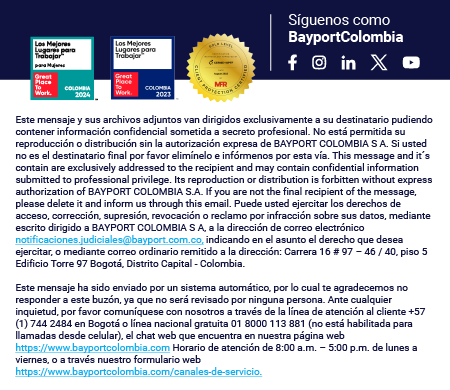 Síguenos como
BayportColombia
Los Mejores
Lugares para
Trabajar™
para Mujeres
Great
Place
To
Work.
COLOMBIA
2024
Los Mejores
Lugares para
Trabajar™
Great
Place
To
Work.
COLOMBIA
2023
GOLD LEVEL
MFR
CLIENT PROTECTION CERTIFIED
Este mensaje y sus archivos adjuntos van dirigidos exclusivamente a su destinatario pudiendo
contener información confidencial sometida a secreto profesional. No está permitida su
reproducción o distribución sin la autorización expresa de BAYPORT COLOMBIA S A. Si usted
no es el destinatario final por favor elimínelo e infórmenos por esta vía. This message and it´s
contain are exclusively addressed to the recipient and may contain confidential information
submitted to professional privilege. Its reproduction or distribution is forbitten without express
authorization of BAYPORT COLOMBIA S.A. If you are not the final recipient of the message,
please delete it and inform us through this email. Puede usted ejercitar los derechos de
acceso, corrección, supresión, revocación o reclamo por infracción sobre sus datos, mediante
escrito dirigido a BAYPORT COLOMBIA S A, a la dirección de correo electrónico
notificaciones.judiciales@bayport.com.co, indicando en el asunto el derecho que desea
ejercitar, o mediante correo ordinario remitido a la dirección: Carrera 16 # 97 – 46 / 40, piso 5
Edificio Torre 97 Bogotá, Distrito Capital - Colombia.
Este mensaje ha sido enviado por un sistema automático, por lo cual te agradecemos no
responder a este buzón, ya que no será revisado por ninguna persona. Ante cualquier
inquietud, por favor comuníquese con nosotros a través de la línea de atención al cliente +57
(1) 744 2484 en Bogotá o línea nacional gratuita 01 8000 113 881 (no está habilitada para
llamadas desde celular), el chat web que encuentra en nuestra página web
https://www.bayportcolombia.com Horario de atención de 8:00 a.m. – 5:00 p.m. de lunes a
viernes, o a través nuestro formulario web
https://www.bayportcolombia.com/canales-de-servicio.